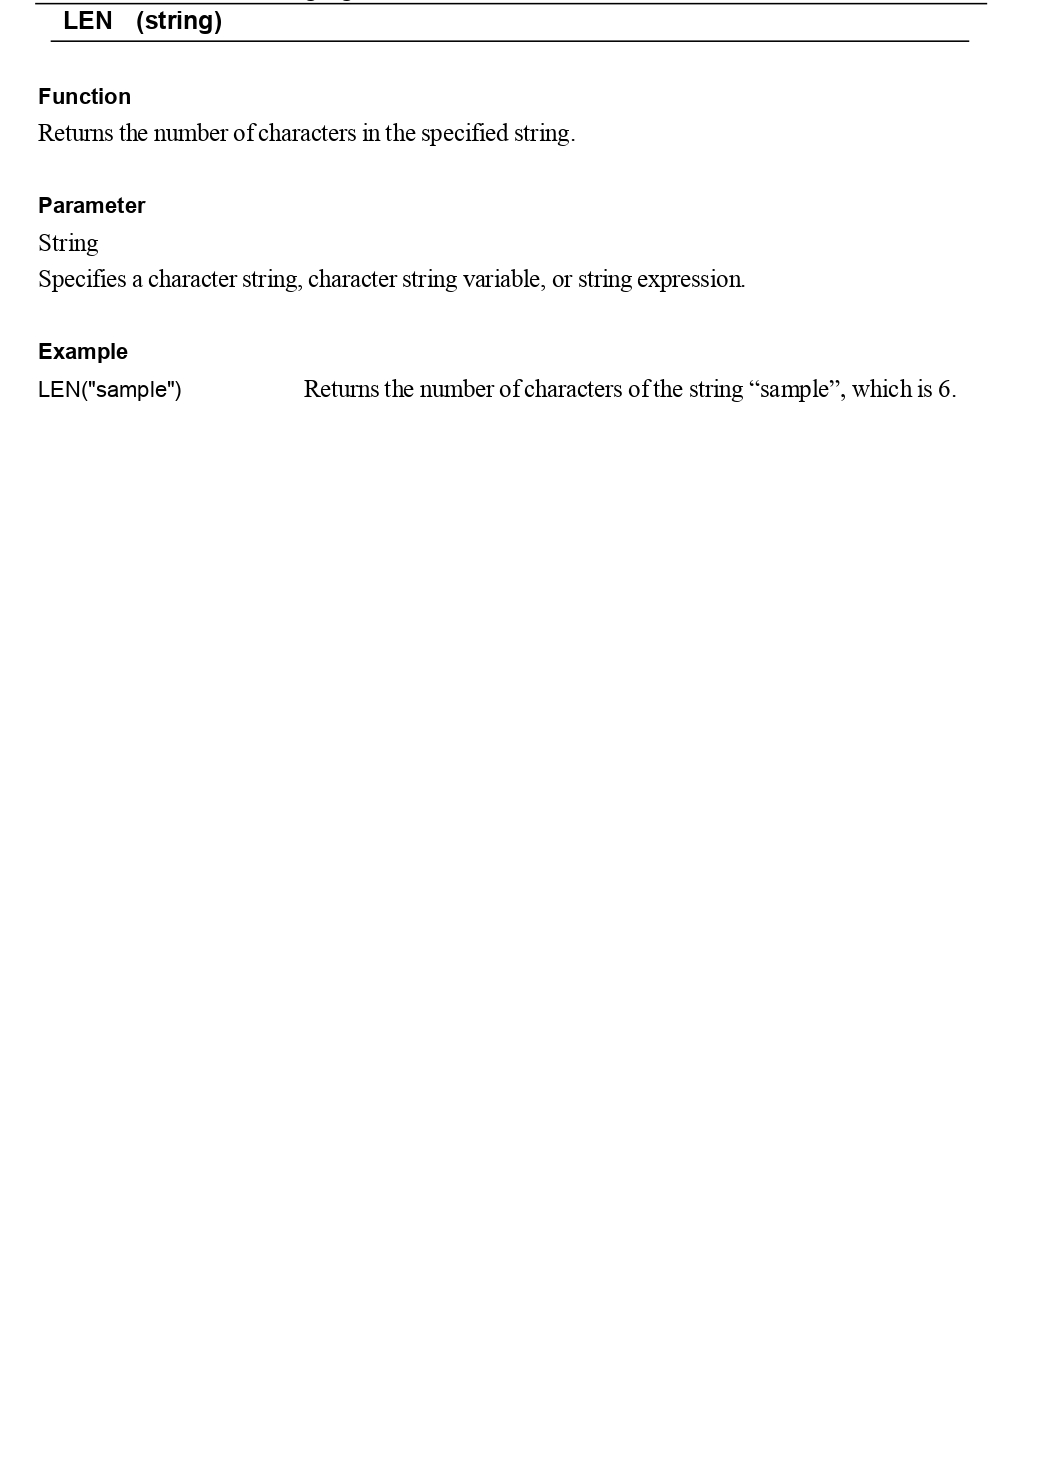 LEN (string)
Function
Returns the number of characters in the specified string.
Parameter
String
Specifies a character string, character string variable, or string expression.
Example
LEN("sample") Returns the number of characters of the string “sample”, which is 6.